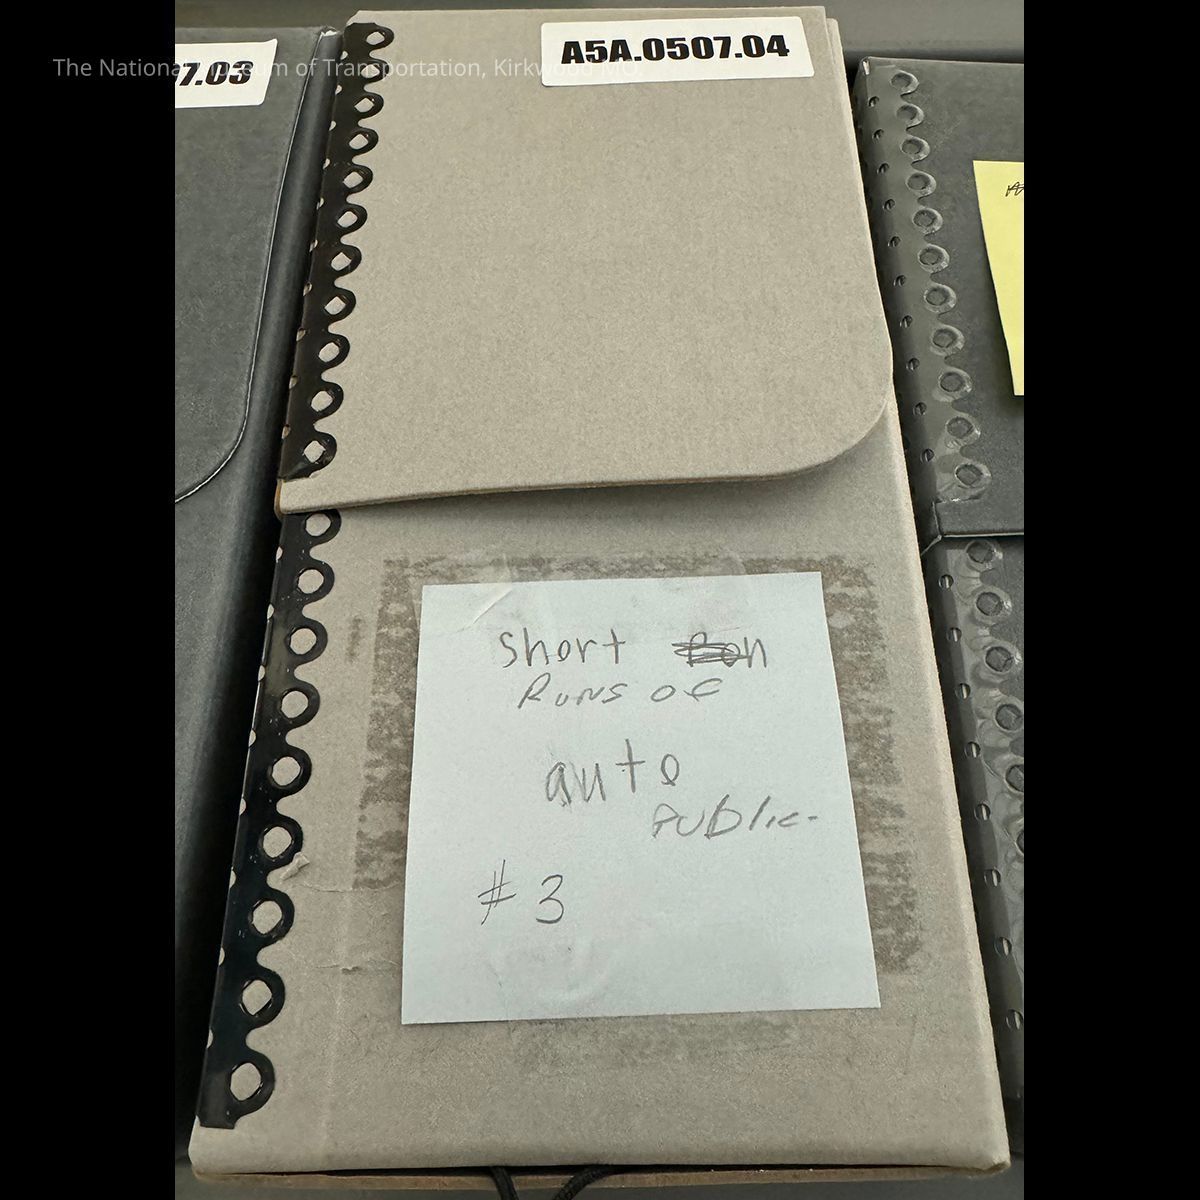 The National Museum of Transportation, Kirkwood MO.
7.03
A5A.0507.04
short
Runs of
auto
Public-
#3